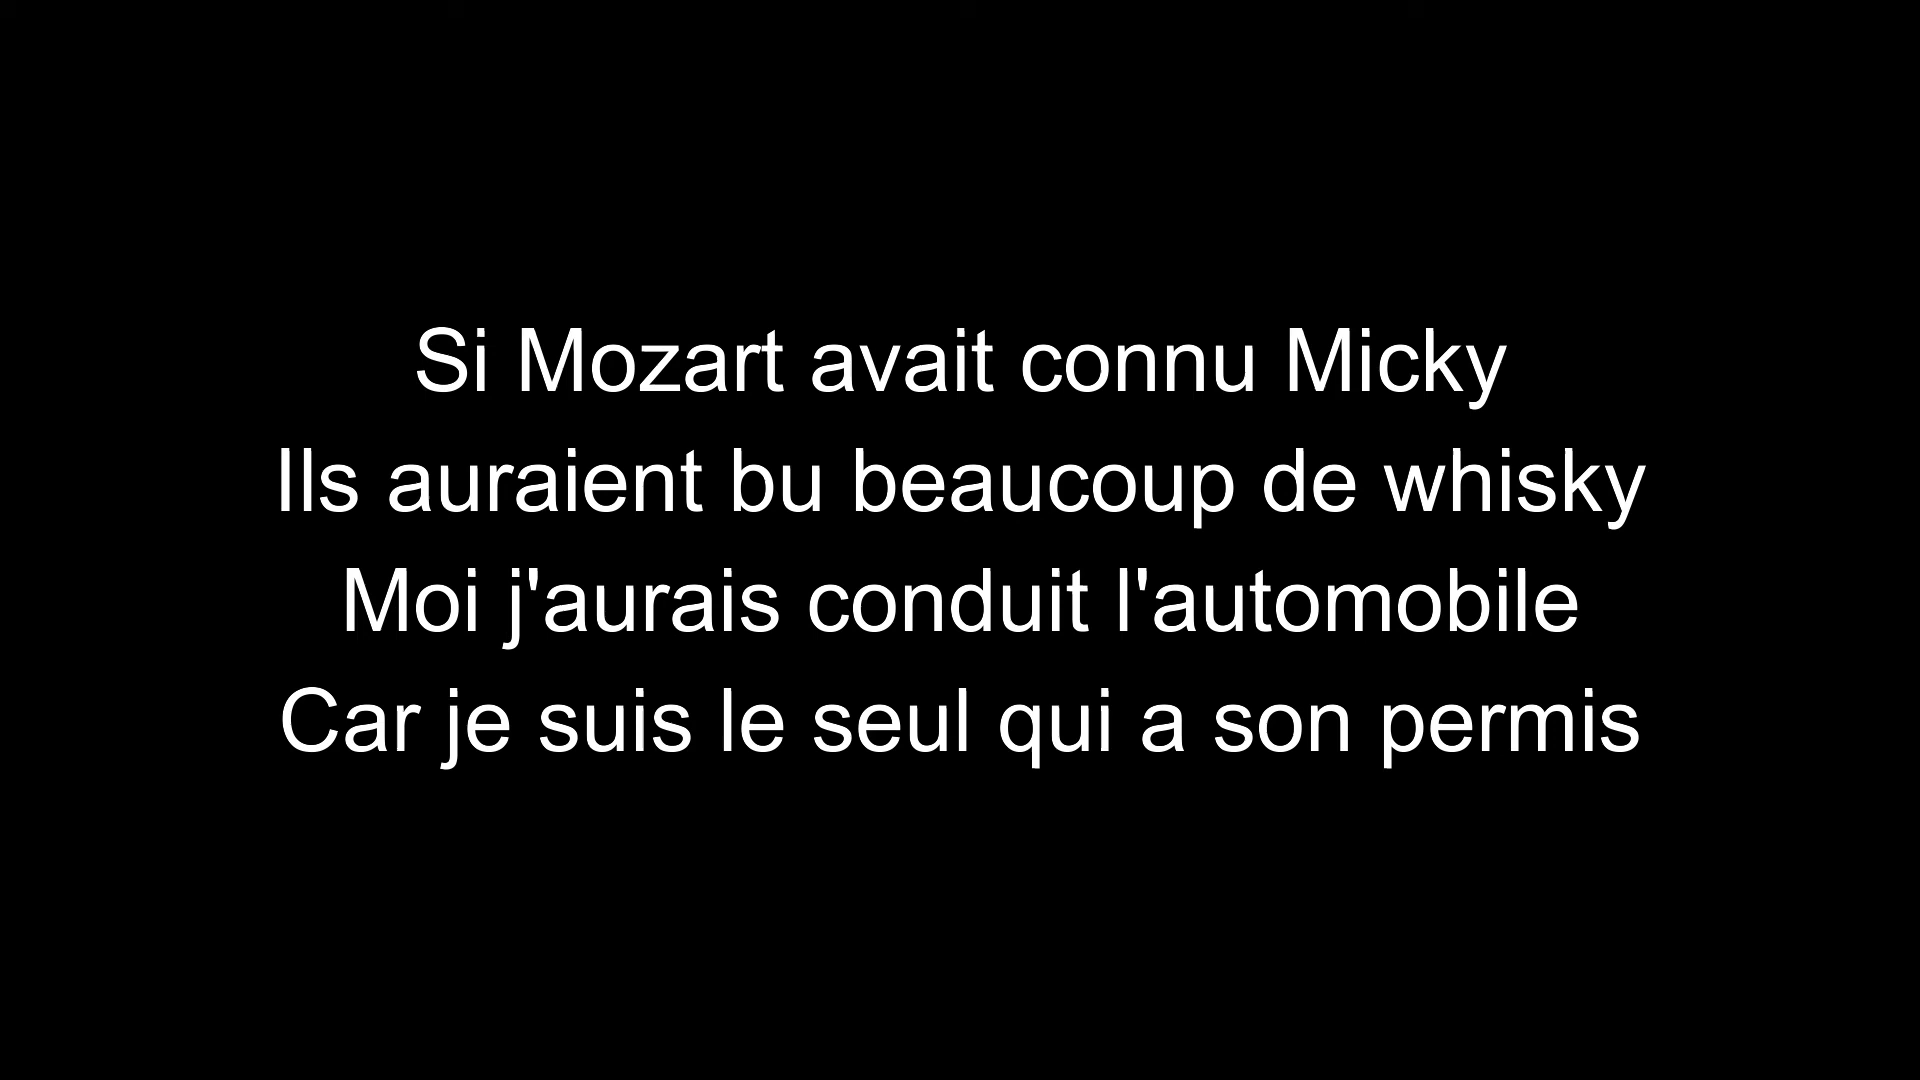 Si Mozart avait connu Micky
Ils auraient bu beaucoup de whisky
Moi j'aurais conduit l'automobile
Car je suis le seul qui a son permis